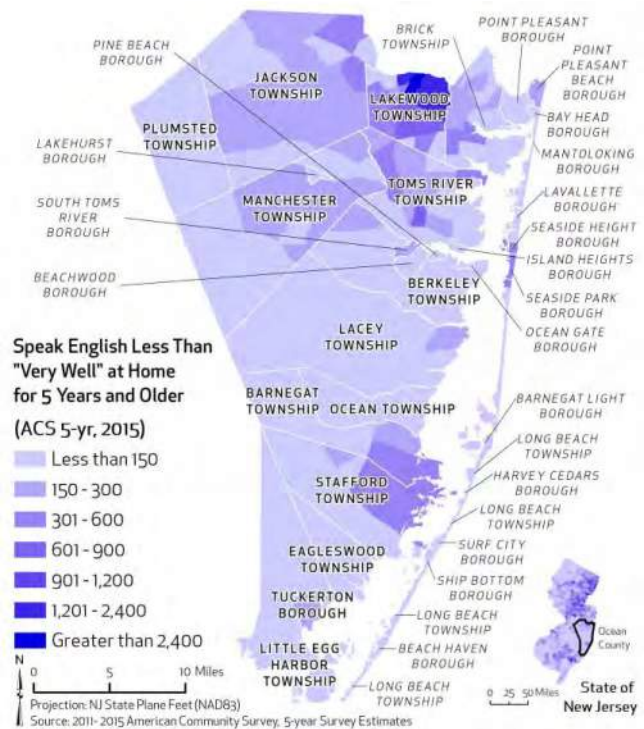 PINE BEACH
BOROUGH
BRICK
TOWNSHIP
POINT PLEASANT
BOROUGH
POINT
PLEASANT
BEACH
BOROUGH
JACKSON
TOWNSHIP
LAKEWOOD
TOWNSHIP
BAY HEAD
BOROUGH
PLUMSTED
TOWNSHIP
MANTOLOKING
BOROUGH
LAKEHURST
BOROUGH
TOMS RIVER
TOWNSHIP
LAVALLETTE
BOROUGH
MANCHESTER
TOWNSHIP
SOUTH TOMS
RIVER
BOROUGH
SEASIDE HEIGHT
BOROUGH
ISLAND HEIGHTS
BOROUGH
BEACHWOOD
BOROUGH
BERKELEY
TOWNSHIP
SEASIDE PARK
BOROUGH
OCEAN GATE
BOROUGH
LACEY
TOWNSHIP
Speak English Less Than
"Very Well" at Home
for 5 Years and Older
(ACS 5-yr, 2015)
Less than 150
150 - 300
301 - 600
601 - 900
901 - 1,200
1,201 - 2,400
Greater than 2,400
BARNEGAT
TOWNSHIP
OCEAN TOWNSHIP
BARNEGAT LIGHT
BOROUGH
LONG BEACH
TOWNSHIP
STAFFORD
TOWNSHIP
HARVEY CEDARS
BOROUGH
LONG BEACH
TOWNSHIP
SURF CITY
BOROUGH
EAGLESWOOD
TOWNSHIP
SHIP BOTTOM
BOROUGH
TUCKERTON
BOROUGH
LONG BEACH
TOWNSHIP
LITTLE EGG
HARBOR
TOWNSHIP
BEACH HAVEN
BOROUGH
LONG BEACH
TOWNSHIP
Ocean
County
0 25 50 Miles
State of
New Jersey
N
0 5 10 Miles
Projection: NJ State Plane Feet (NAD83)
Source: 2011- 2015 American Community Survey, 5-year Survey Estimates